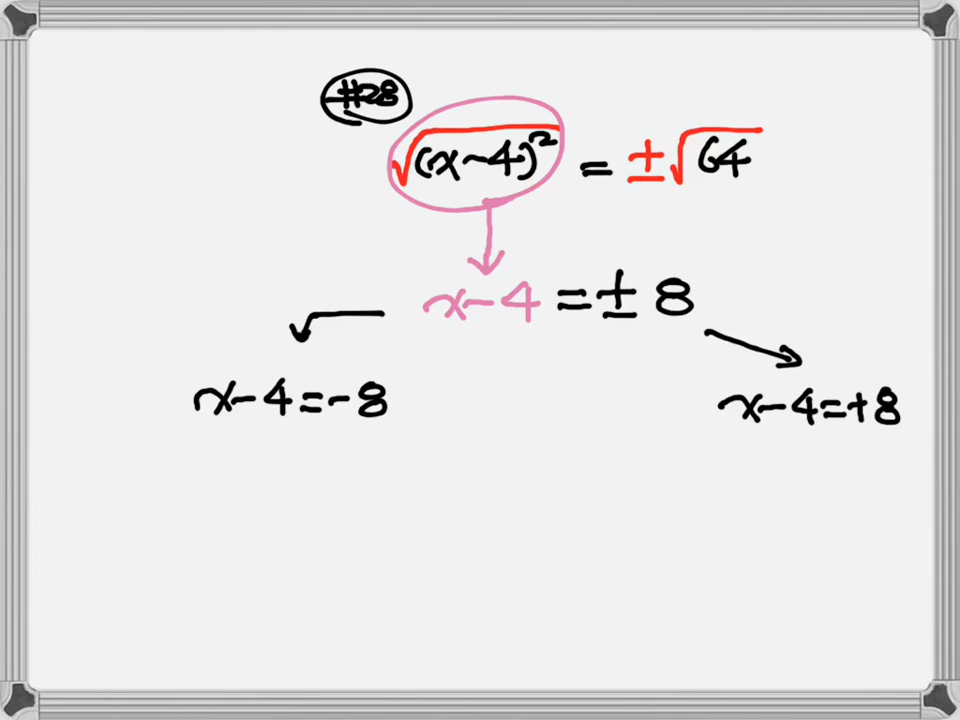 #28
√(x-4)² = ±√64
x-4 = ± 8
x-4=-8
x-4=+8